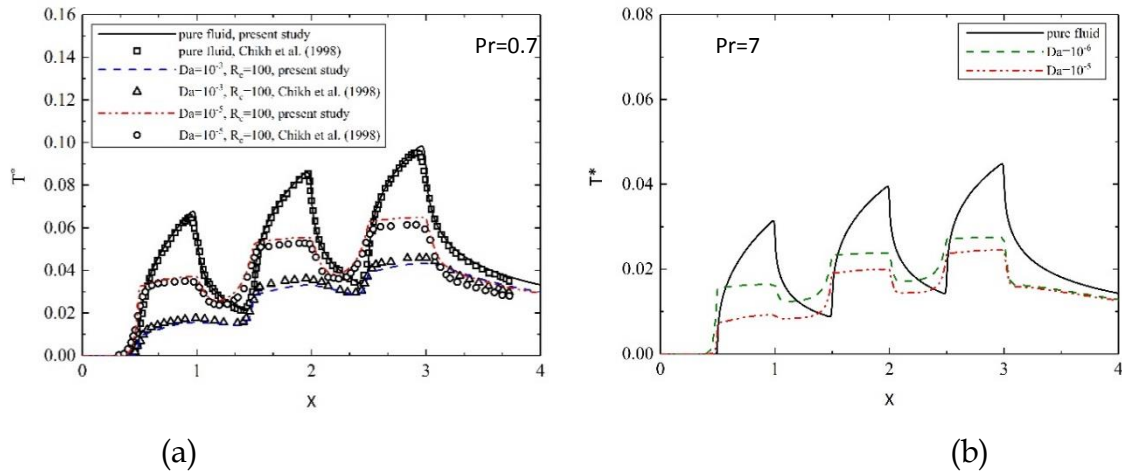 0.16
0.14
0.12
0.10
0.08
0.06
0.04
0.02
0.00
T°
pure fluid, present study
pure fluid, Chikh et al. (1998)
Da=10⁻³, Rc=100, present study
Da=10⁻³, Rc=100, Chikh et al. (1998)
Da=10⁻⁵, Rc=100, present study
Da=10⁻⁵, Rc=100, Chikh et al. (1998)
Pr=0.7
0 1 2 3 4
X
(a)
0.08
0.06
0.04
0.02
0.00
T*
Pr=7
pure fluid
Da=10⁻⁶
Da=10⁻⁵
0 1 2 3 4
X
(b)